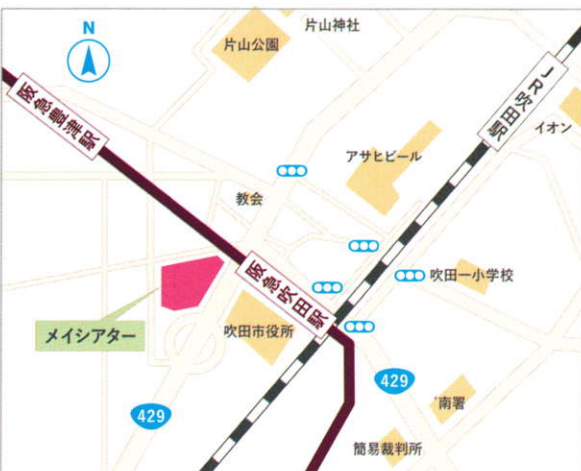 N
片山神社
片山公園
JR吹田駅
阪急豊津駅
イオン
アサヒビール
教会
阪急吹田駅
吹田一小学校
メイシアター
吹田市役所
429
429
南署
簡易裁判所